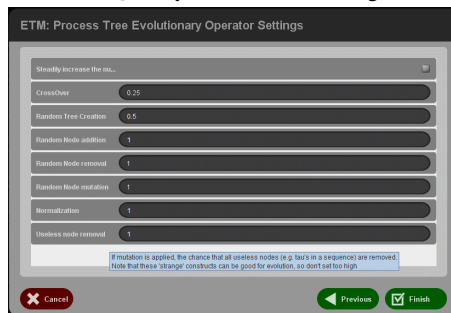 ETM: Process Tree Evolutionary Operator Settings
Steadily increase the nu...
CrossOver 0.25
Random Tree Creation 0.5
Random Node addition 1
Random Node removal 1
Random Node mutation 1
Normalization 1
Useless node removal 1
If mutation is applied, the chance that all useless nodes (e.g. tau's in a sequence) are removed.
Note that these 'strange' constructs can be good for evolution, so don't set too high
Cancel Previous Finish